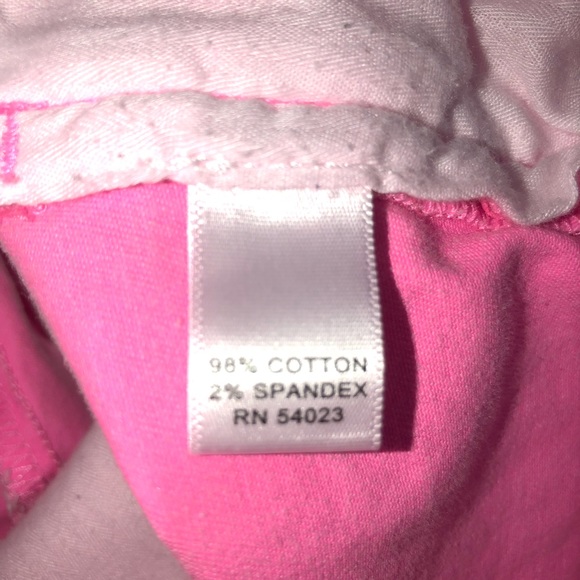 98% COTTON
2% SPANDEX
RN 54023